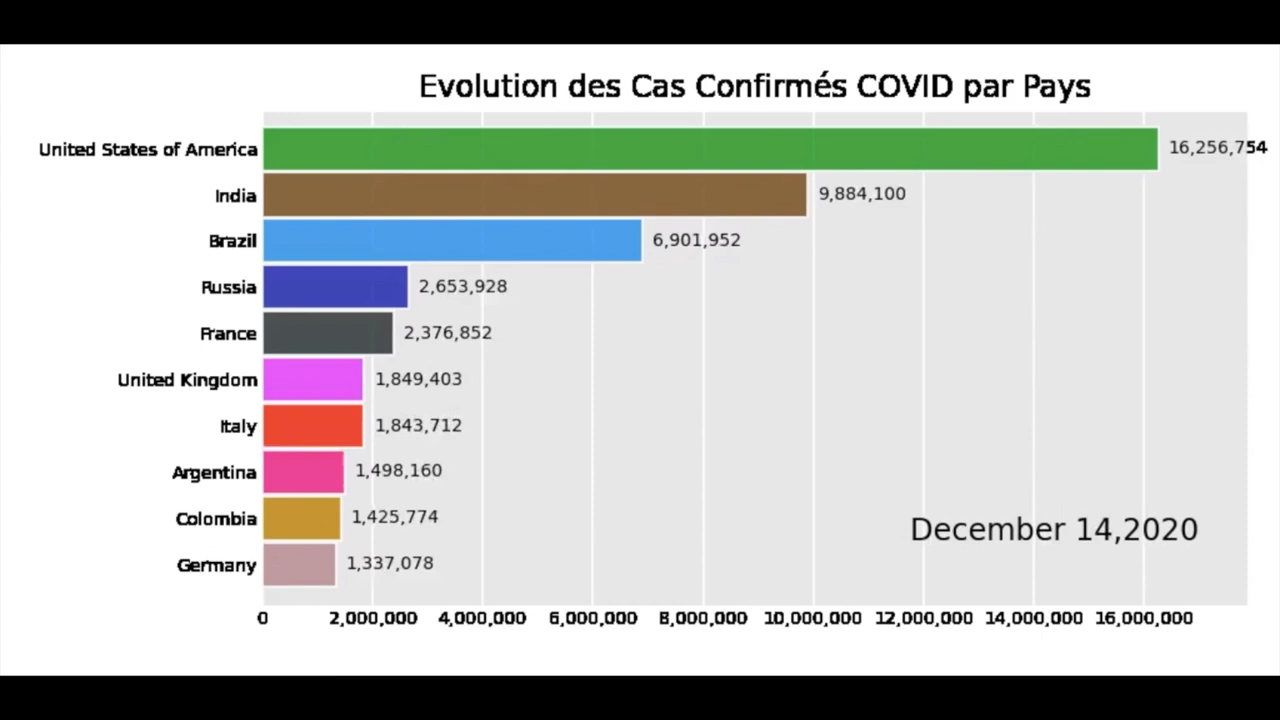 Evolution des Cas Confirmés COVID par Pays
United States of America 16,256,754
India 9,884,100
Brazil 6,901,952
Russia 2,653,928
France 2,376,852
United Kingdom 1,849,403
Italy 1,843,712
Argentina 1,498,160
Colombia 1,425,774
December 14,2020
Germany 1,337,078
0 2,000,000 4,000,000 6,000,000 8,000,000 10,000,000 12,000,000 14,000,000 16,000,000